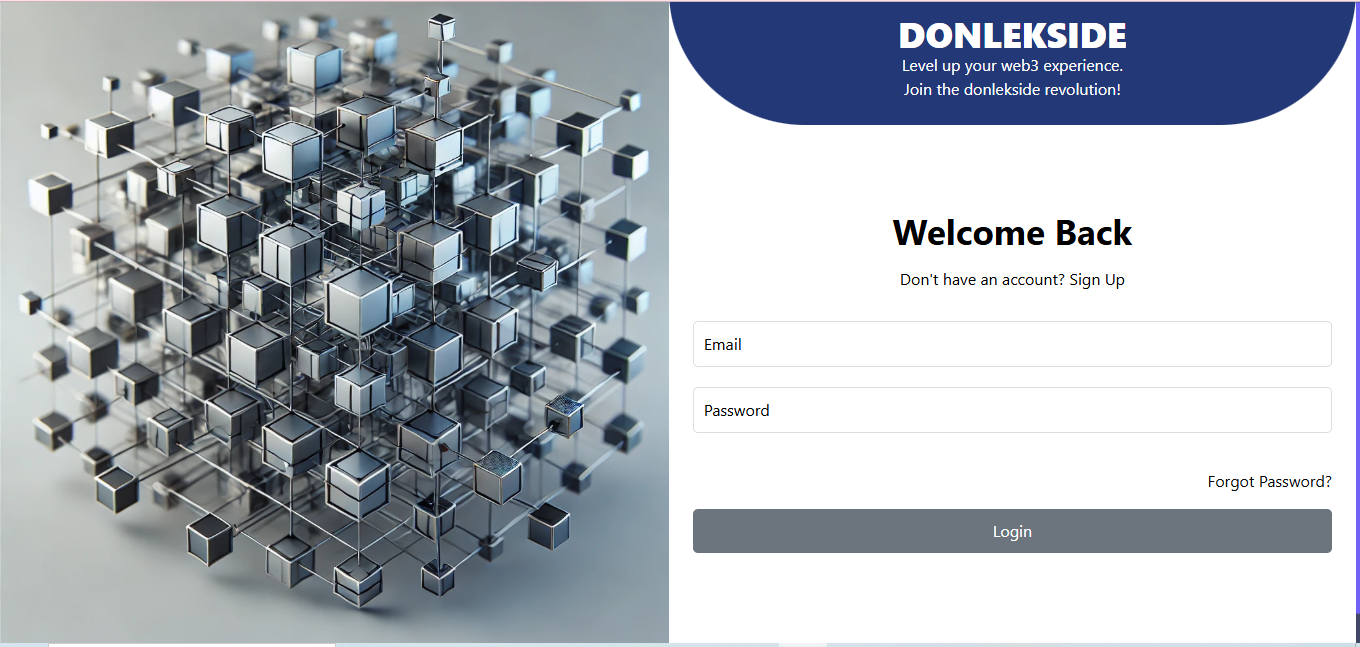 DONLEKSIDE
Level up your web3 experience.
Join the donlekside revolution!
Welcome Back
Don't have an account? Sign Up
Email
Password
Forgot Password?
Login